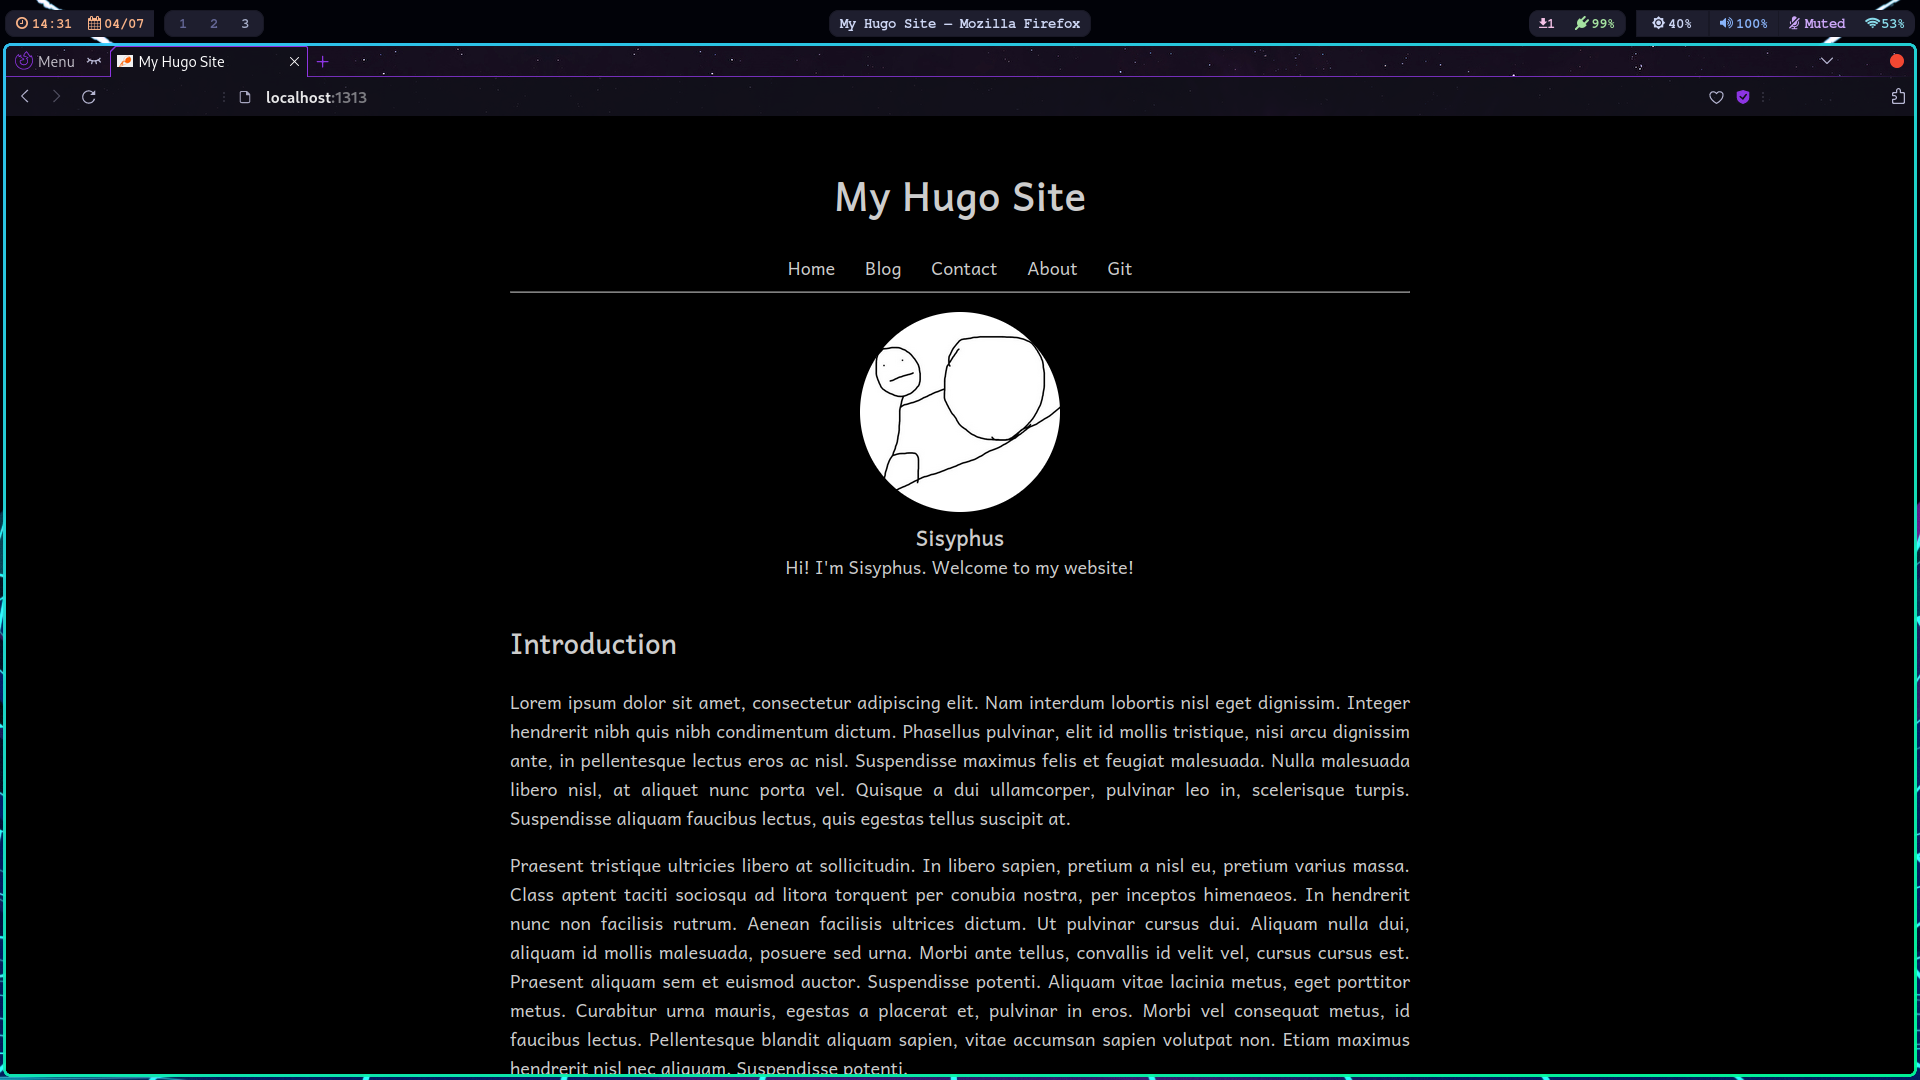 14:31 04/07 1 2 3 My Hugo Site — Mozilla Firefox 1 99% 40% 100% Muted 53%
Menu My Hugo Site
localhost:1313
My Hugo Site
Home Blog Contact About Git
Sisyphus
Hi! I'm Sisyphus. Welcome to my website!
Introduction
Lorem ipsum dolor sit amet, consectetur adipiscing elit. Nam interdum lobortis nisl eget dignissim. Integer
hendrerit nibh quis nibh condimentum dictum. Phasellus pulvinar, elit id mollis tristique, nisi arcu dignissim
ante, in pellentesque lectus eros ac nisl. Suspendisse maximus felis et feugiat malesuada. Nulla malesuada
libero nisl, at aliquet nunc porta vel. Quisque a dui ullamcorper, pulvinar leo in, scelerisque turpis.
Suspendisse aliquam faucibus lectus, quis egestas tellus suscipit at.
Praesent tristique ultricies libero at sollicitudin. In libero sapien, pretium a nisl eu, pretium varius massa.
Class aptent taciti sociosqu ad litora torquent per conubia nostra, per inceptos himenaeos. In hendrerit
nunc non facilisis rutrum. Aenean facilisis ultrices dictum. Ut pulvinar cursus dui. Aliquam nulla dui,
aliquam id mollis malesuada, posuere sed urna. Morbi ante tellus, convallis id velit vel, cursus cursus est.
Praesent aliquam sem et euismod auctor. Suspendisse potenti. Aliquam vitae lacinia metus, eget porttitor
metus. Curabitur urna mauris, egestas a placerat et, pulvinar in eros. Morbi vel consequat metus, id
faucibus lectus. Pellentesque blandit aliquam sapien, vitae accumsan sapien volutpat non. Etiam maximus
hendrerit nisl nec aliquam. Suspendisse potenti.